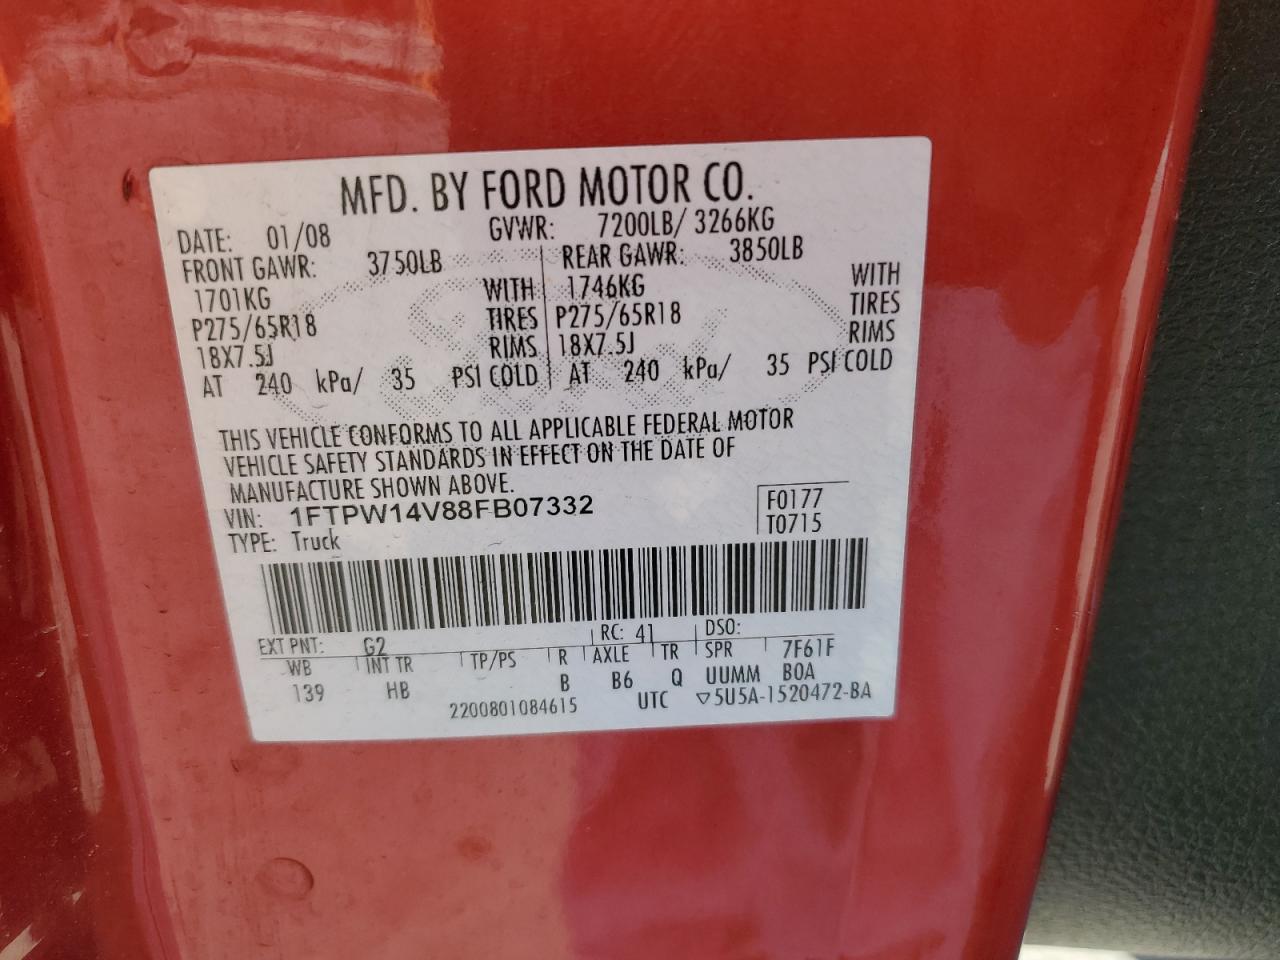 MFD. BY FORD MOTOR CO.
DATE: 01/08 GVWR: 7200LB/ 3266KG
FRONT GAWR: 3750LB REAR GAWR: 3850LB
1701KG WITH 1746KG WITH
P275/65R18 TIRES P275/65R18 TIRES
18X7.5J RIMS 18X7.5J RIMS
AT 240 kPa/ 35 PSI COLD AT 240 kPa/ 35 PSI COLD
THIS VEHICLE CONFORMS TO ALL APPLICABLE FEDERAL MOTOR
VEHICLE SAFETY STANDARDS IN EFFECT ON THE DATE OF
MANUFACTURE SHOWN ABOVE.
VIN: 1FTPW14V88FB07332 F0177
TYPE: Truck T0715
EXT PNT: G2 RC: 41 DSO:
WB INT TR TP/PS R AXLE TR SPR 7F61F
139 HB B B6 Q UUMM BOA
2200801084615 UTC ▽5U5A-1520472-BA